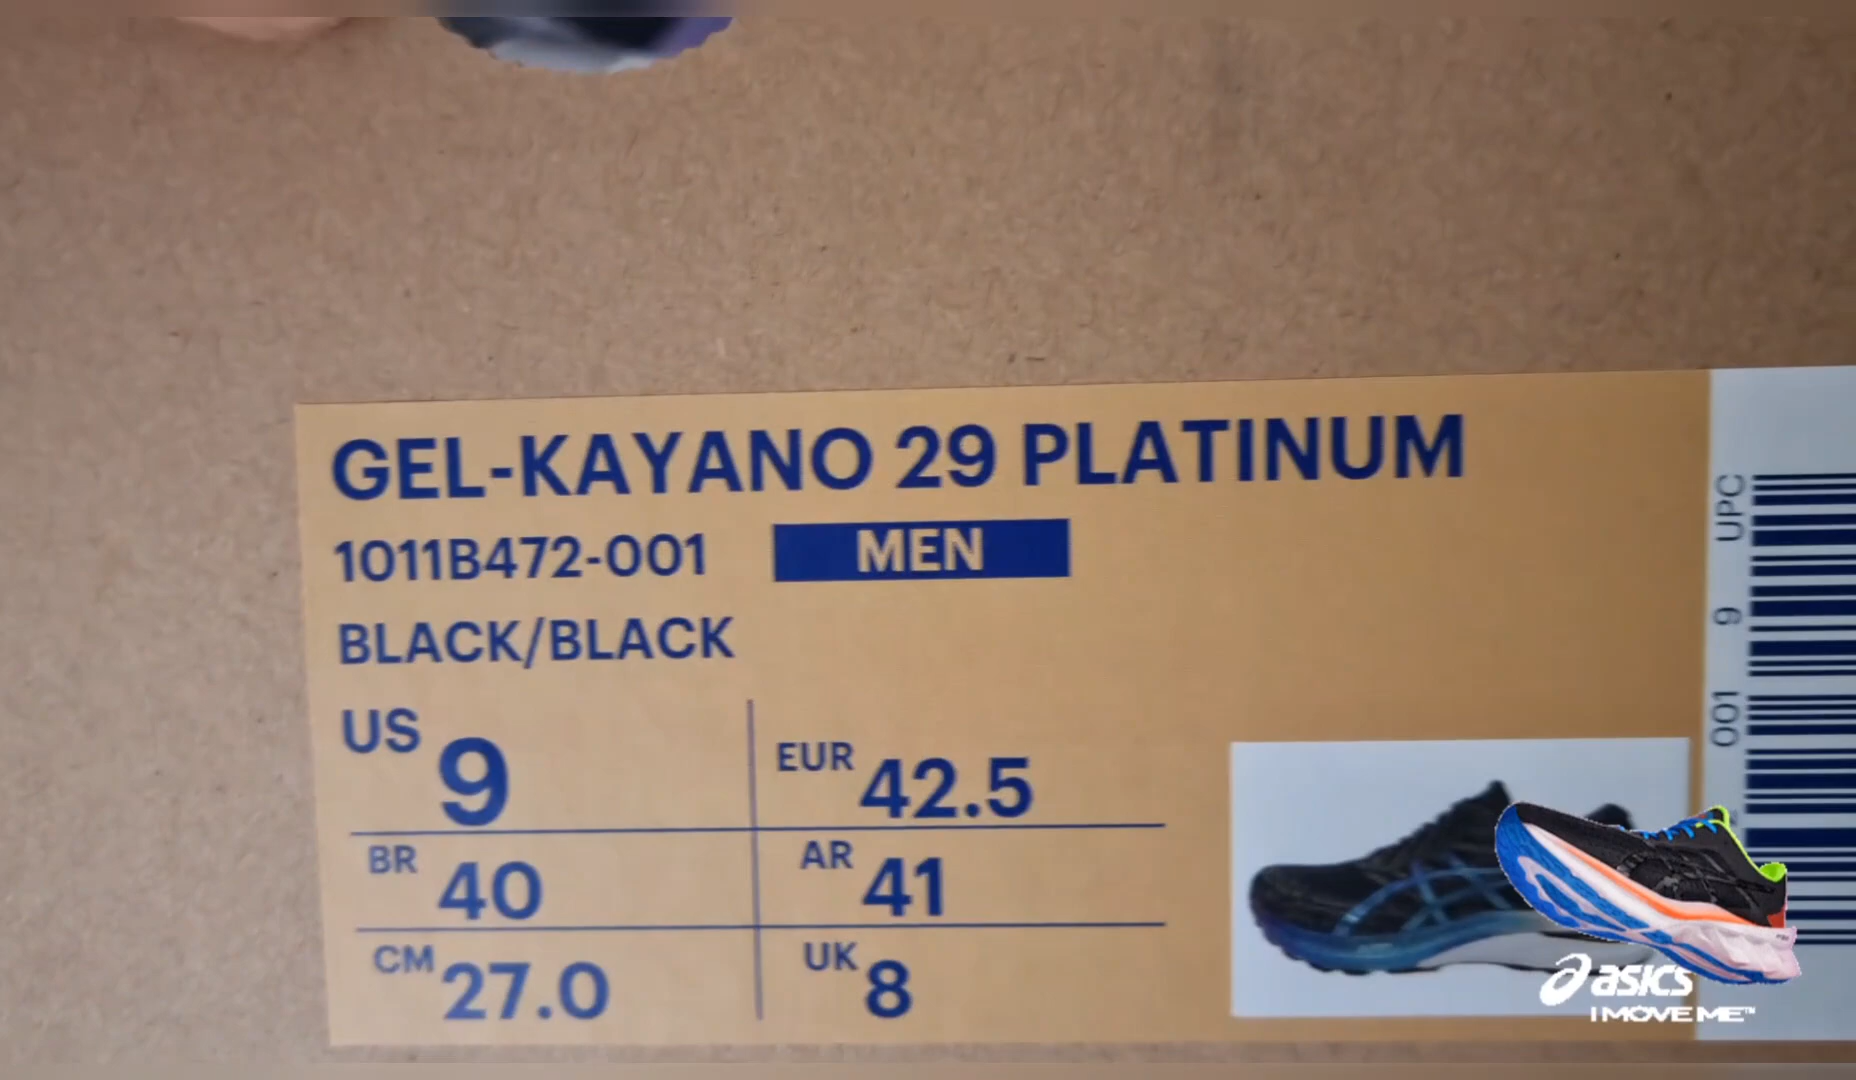 GEL-KAYANO 29 PLATINUM
1011B472-001 MEN
BLACK/BLACK
US 9 EUR 42.5
BR 40 AR 41
CM 27.0 UK 8
UPC
9
001
asics
I MOVE ME™